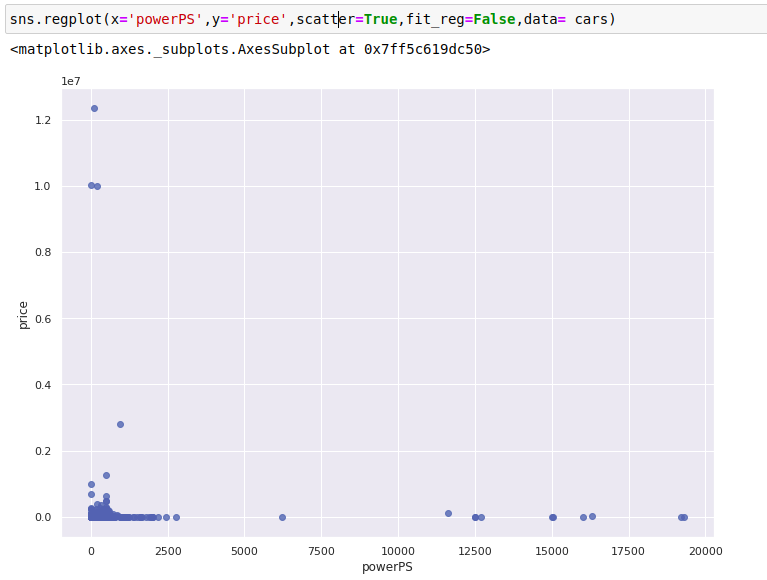 sns.regplot(x='powerPS',y='price',scatter=True,fit_reg=False,data= cars)
<matplotlib.axes._subplots.AxesSubplot at 0x7ff5c619dc50>
1e7
1.2
1.0
0.8
0.6
0.4
0.2
0.0
price
0 2500 5000 7500 10000 12500 15000 17500 20000
powerPS